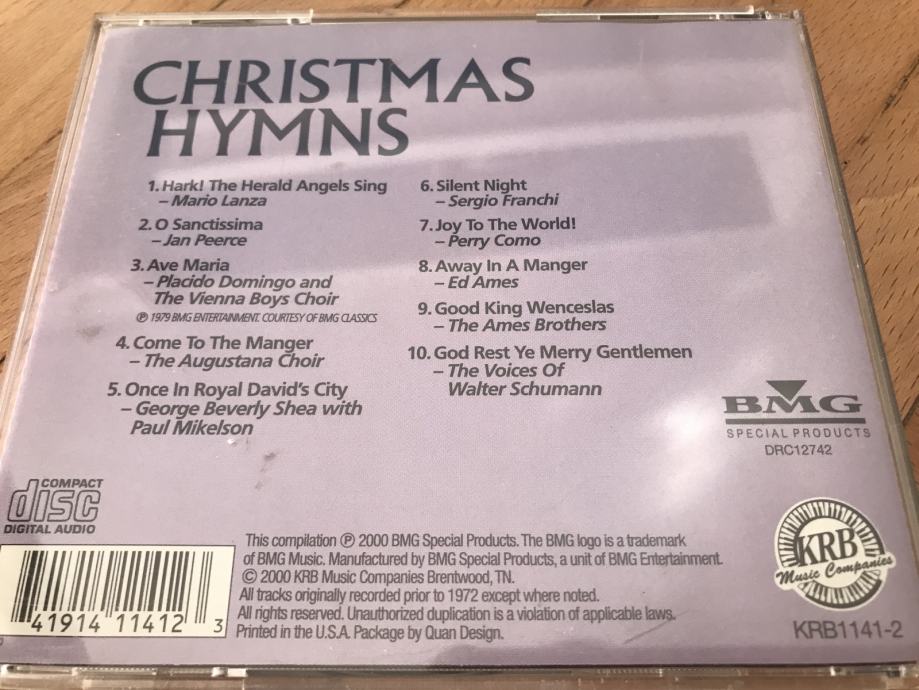 CHRISTMAS
HYMNS
1. Hark! The Herald Angels Sing
– Mario Lanza
2. O Sanctissima
– Jan Peerce
3. Ave Maria
– Placido Domingo and
The Vienna Boys Choir
℗ 1979 BMG ENTERTAINMENT. COURTESY OF BMG CLASSICS
4. Come To The Manger
– The Augustana Choir
5. Once In Royal David's City
– George Beverly Shea with
Paul Mikelson
6. Silent Night
– Sergio Franchi
7. Joy To The World!
– Perry Como
8. Away In A Manger
– Ed Ames
9. Good King Wenceslas
– The Ames Brothers
10. God Rest Ye Merry Gentlemen
– The Voices Of
Walter Schumann
BMG
SPECIAL PRODUCTS
DRC12742
COMPACT
disc
DIGITAL AUDIO
41914 11412 3
This compilation ℗ 2000 BMG Special Products. The BMG logo is a trademark
of BMG Music. Manufactured by BMG Special Products, a unit of BMG Entertainment.
© 2000 KRB Music Companies Brentwood, TN.
All tracks originally recorded prior to 1972 except where noted.
All rights reserved. Unauthorized duplication is a violation of applicable laws.
Printed in the U.S.A. Package by Quan Design.
KRB
Music Companies
KRB1141-2